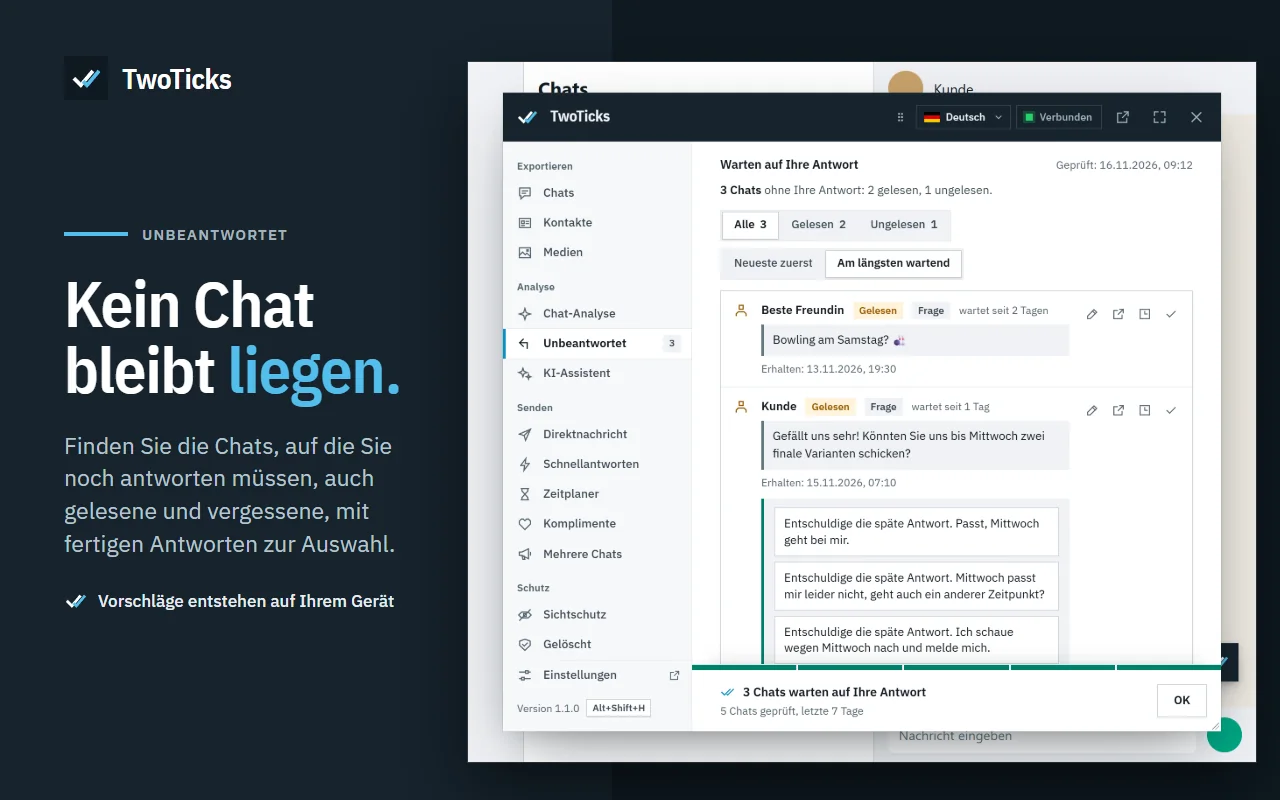 TwoTicks
UNBEANTWORTET
Kein Chat
bleibt liegen.
Finden Sie die Chats, auf die Sie
noch antworten müssen, auch
gelesene und vergessene, mit
fertigen Antworten zur Auswahl.
Vorschläge entstehen auf Ihrem Gerät
Chats
Kunde
TwoTicks
Deutsch
Verbunden
Exportieren
Chats
Kontakte
Medien
Analyse
Chat-Analyse
Unbeantwortet 3
KI-Assistent
Senden
Direktnachricht
Schnellantworten
Zeitplaner
Komplimente
Mehrere Chats
Schutz
Sichtschutz
Gelöscht
Einstellungen
Version 1.1.0 Alt+Shift+H
Warten auf Ihre Antwort Geprüft: 16.11.2026, 09:12
3 Chats ohne Ihre Antwort: 2 gelesen, 1 ungelesen.
Alle 3 Gelesen 2 Ungelesen 1
Neueste zuerst Am längsten wartend
Beste Freundin Gelesen Frage wartet seit 2 Tagen
Bowling am Samstag? 🎳
Erhalten: 13.11.2026, 19:30
Kunde Gelesen Frage wartet seit 1 Tag
Gefällt uns sehr! Könnten Sie uns bis Mittwoch zwei
finale Varianten schicken?
Erhalten: 15.11.2026, 07:10
Entschuldige die späte Antwort. Passt, Mittwoch
geht bei mir.
Entschuldige die späte Antwort. Mittwoch passt
mir leider nicht, geht auch ein anderer Zeitpunkt?
Entschuldige die späte Antwort. Ich schaue
wegen Mittwoch nach und melde mich.
3 Chats warten auf Ihre Antwort
5 Chats geprüft, letzte 7 Tage
OK
Nachricht eingeben